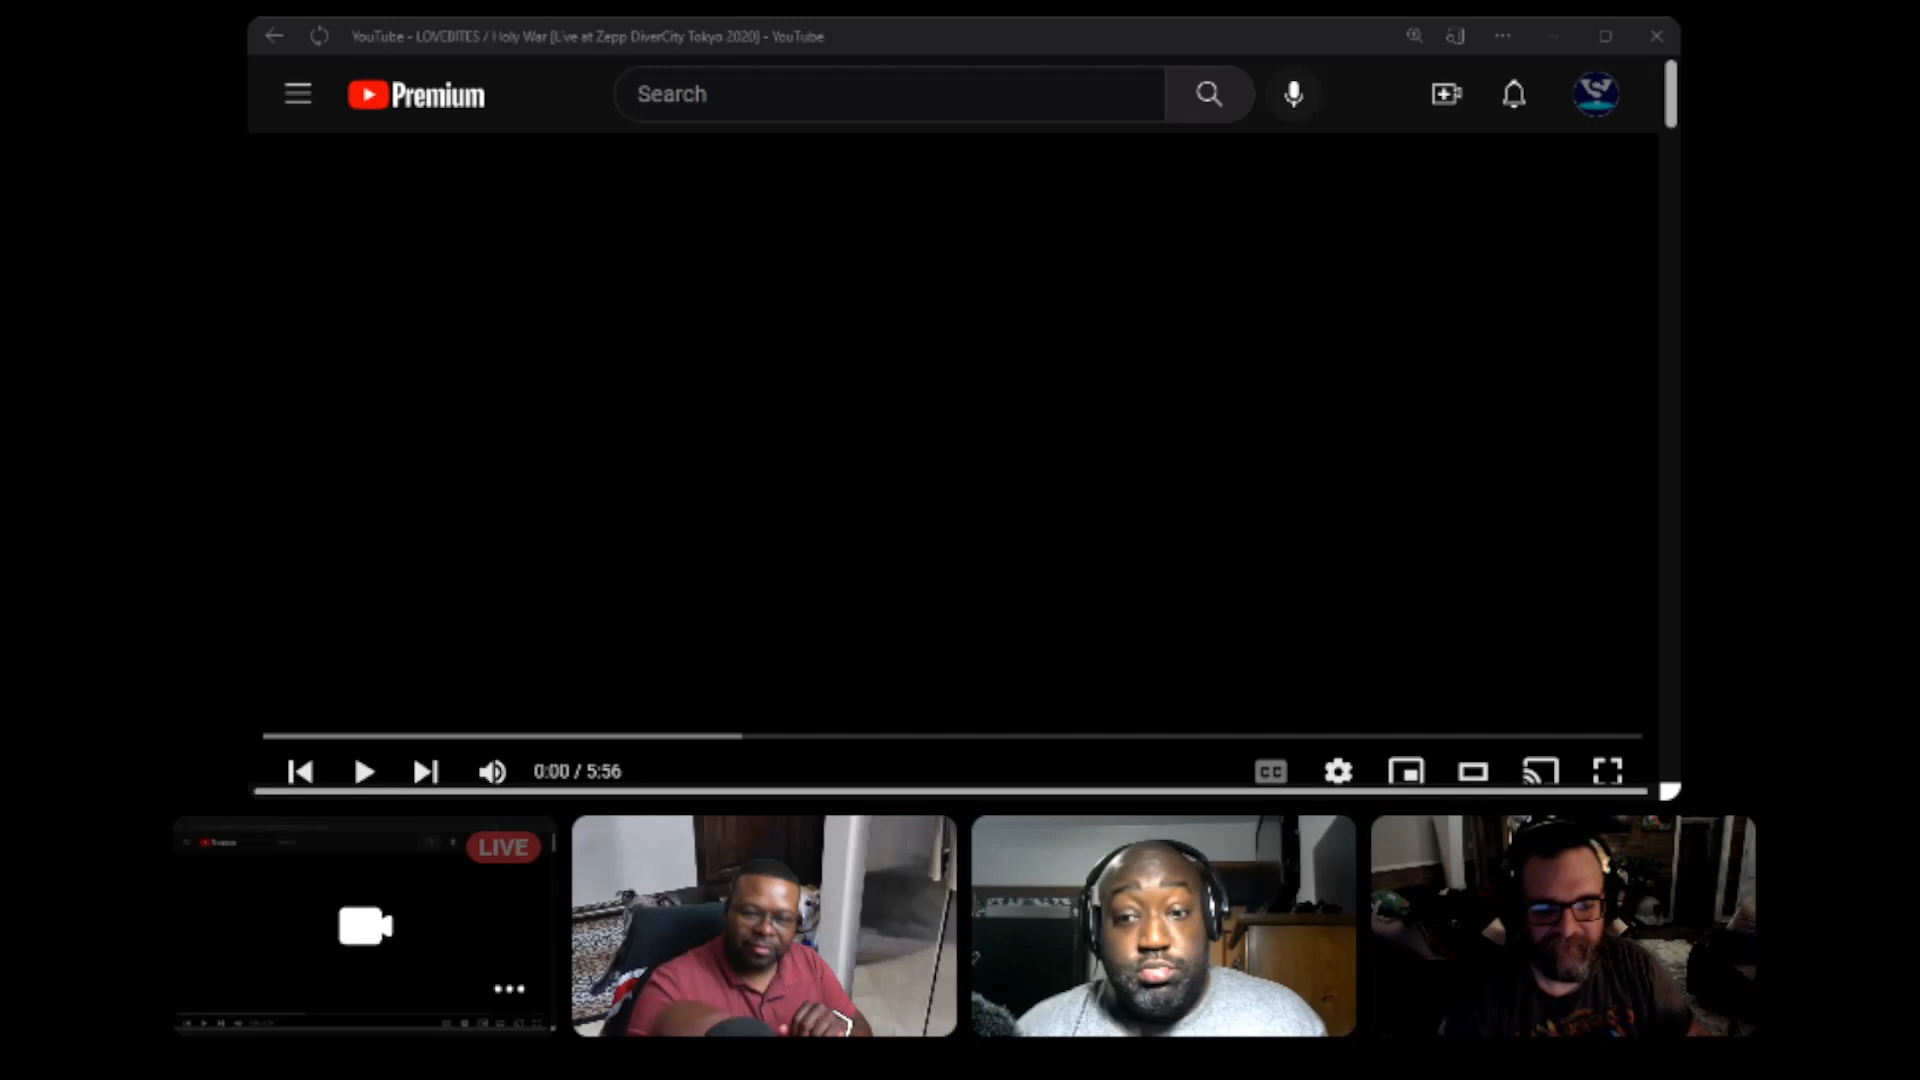 YouTube - LOVEBITES / Holy War [Live at Zepp DiverCity Tokyo 2020] - YouTube
Premium
Search
0:00 / 5:56
CC
LIVE